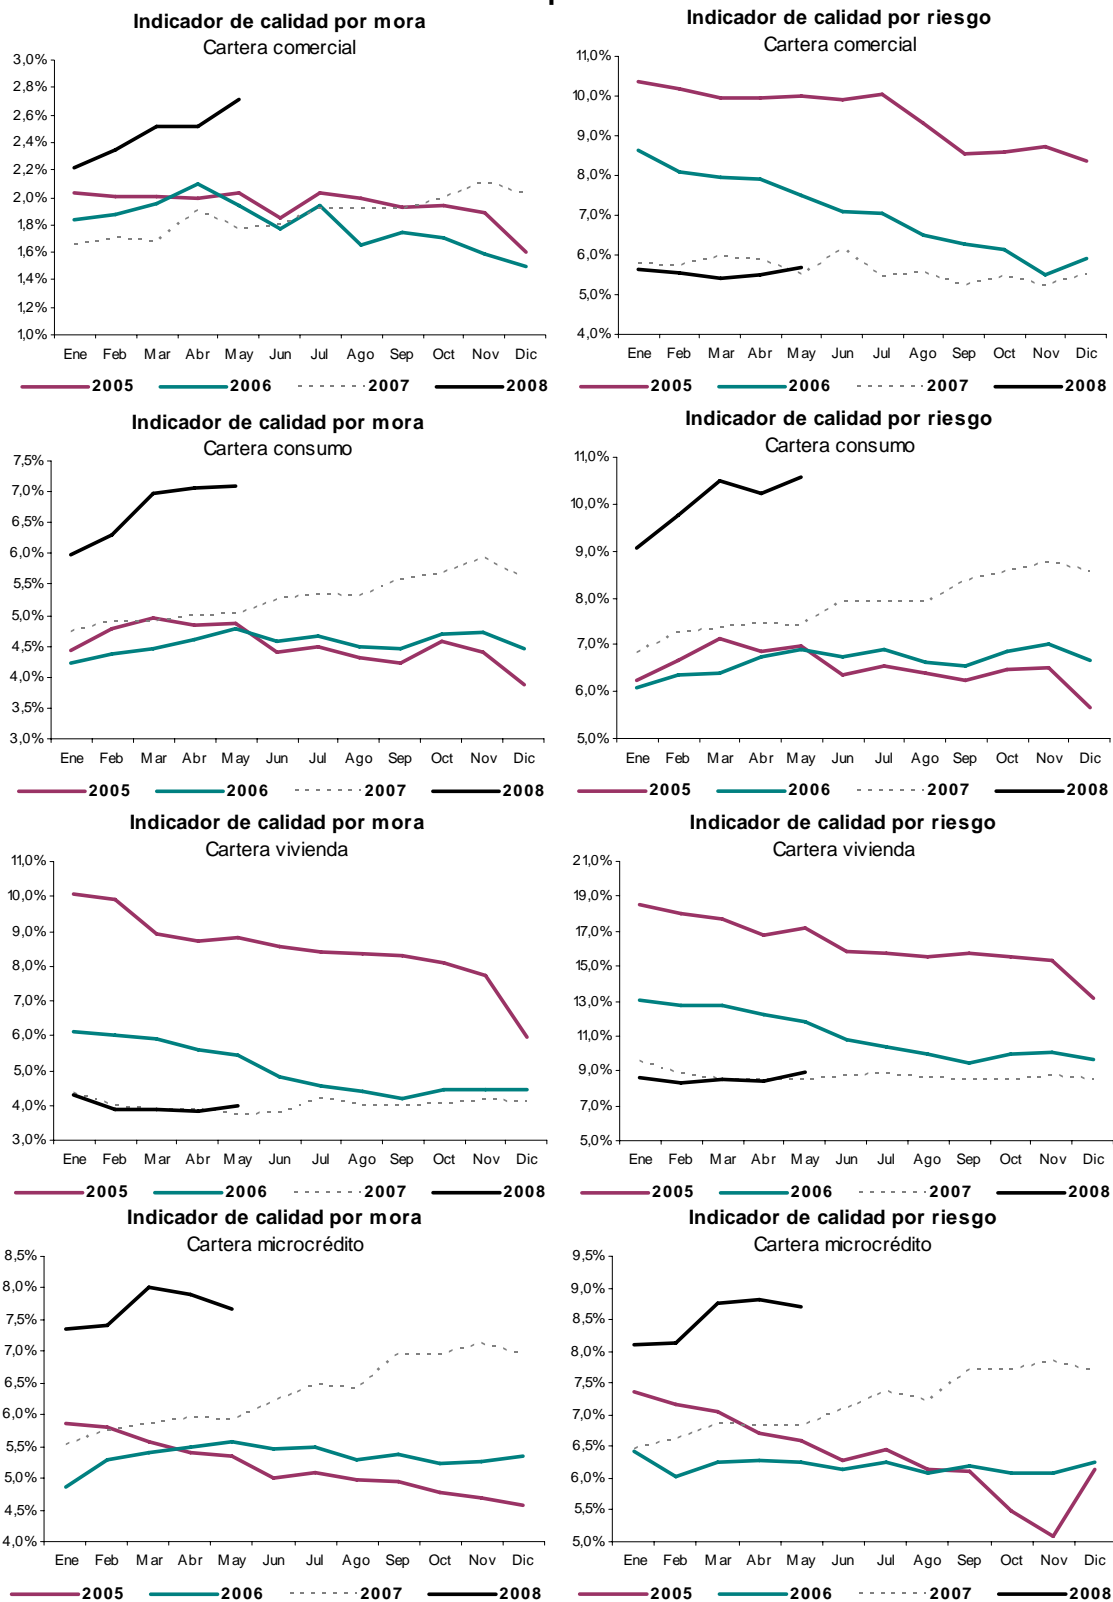 Indicador de calidad por mora
Cartera comercial
3,0%
2,8%
2,6%
2,4%
2,2%
2,0%
1,8%
1,6%
1,4%
1,2%
1,0%
Ene Feb Mar Abr May Jun Jul Ago Sep Oct Nov Dic
2005 2006 2007 2008
Indicador de calidad por riesgo
Cartera comercial
11,0%
10,0%
9,0%
8,0%
7,0%
6,0%
5,0%
4,0%
Ene Feb Mar Abr May Jun Jul Ago Sep Oct Nov Dic
2005 2006 2007 2008
Indicador de calidad por mora
Cartera consumo
7,5%
7,0%
6,5%
6,0%
5,5%
5,0%
4,5%
4,0%
3,5%
3,0%
Ene Feb Mar Abr May Jun Jul Ago Sep Oct Nov Dic
2005 2006 2007 2008
Indicador de calidad por riesgo
Cartera consumo
11,0%
10,0%
9,0%
8,0%
7,0%
6,0%
5,0%
Ene Feb Mar Abr May Jun Jul Ago Sep Oct Nov Dic
2005 2006 2007 2008
Indicador de calidad por mora
Cartera vivienda
11,0%
10,0%
9,0%
8,0%
7,0%
6,0%
5,0%
4,0%
3,0%
Ene Feb Mar Abr May Jun Jul Ago Sep Oct Nov Dic
2005 2006 2007 2008
Indicador de calidad por riesgo
Cartera vivienda
21,0%
19,0%
17,0%
15,0%
13,0%
11,0%
9,0%
7,0%
5,0%
Ene Feb Mar Abr May Jun Jul Ago Sep Oct Nov Dic
2005 2006 2007 2008
Indicador de calidad por mora
Cartera microcrédito
8,5%
8,0%
7,5%
7,0%
6,5%
6,0%
5,5%
5,0%
4,5%
4,0%
Ene Feb Mar Abr May Jun Jul Ago Sep Oct Nov Dic
2005 2006 2007 2008
Indicador de calidad por riesgo
Cartera microcrédito
9,5%
9,0%
8,5%
8,0%
7,5%
7,0%
6,5%
6,0%
5,5%
5,0%
Ene Feb Mar Abr May Jun Jul Ago Sep Oct Nov Dic
2005 2006 2007 2008